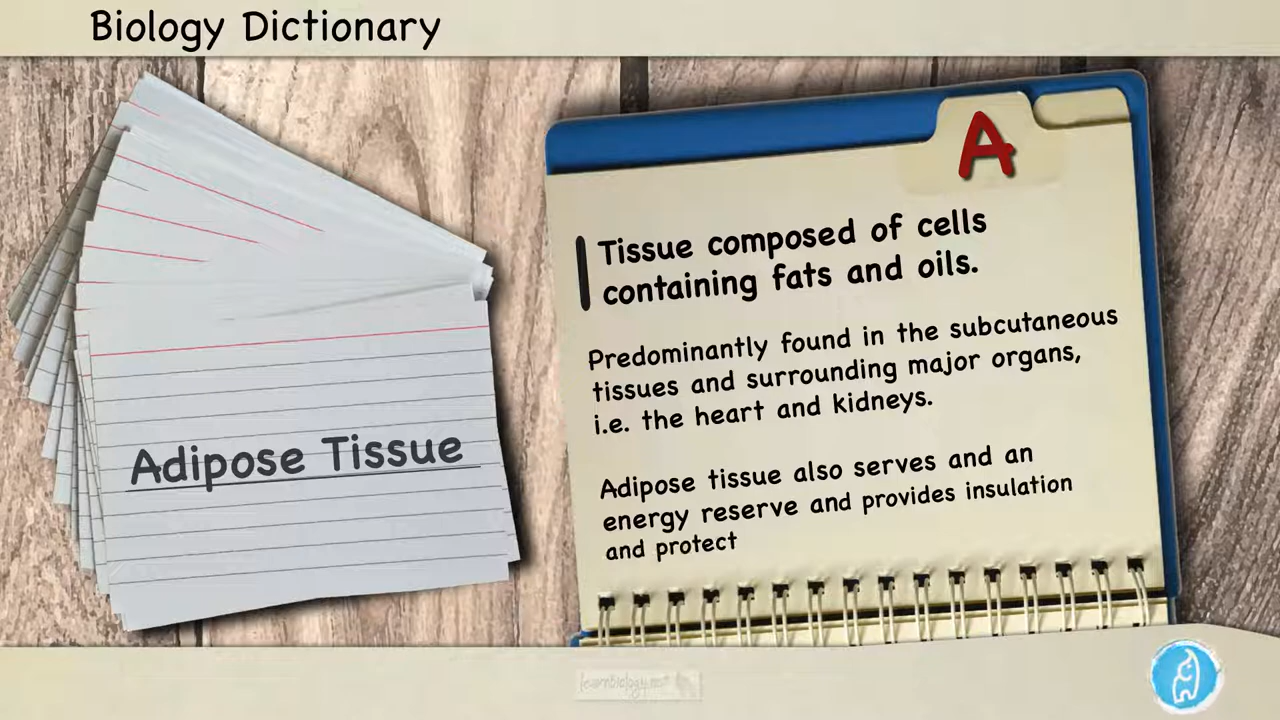 Biology Dictionary
Adipose Tissue
A
Tissue composed of cells
containing fats and oils.
Predominantly found in the subcutaneous
tissues and surrounding major organs,
i.e. the heart and kidneys.
Adipose tissue also serves and an
energy reserve and provides insulation
and protect
learnbiology.net